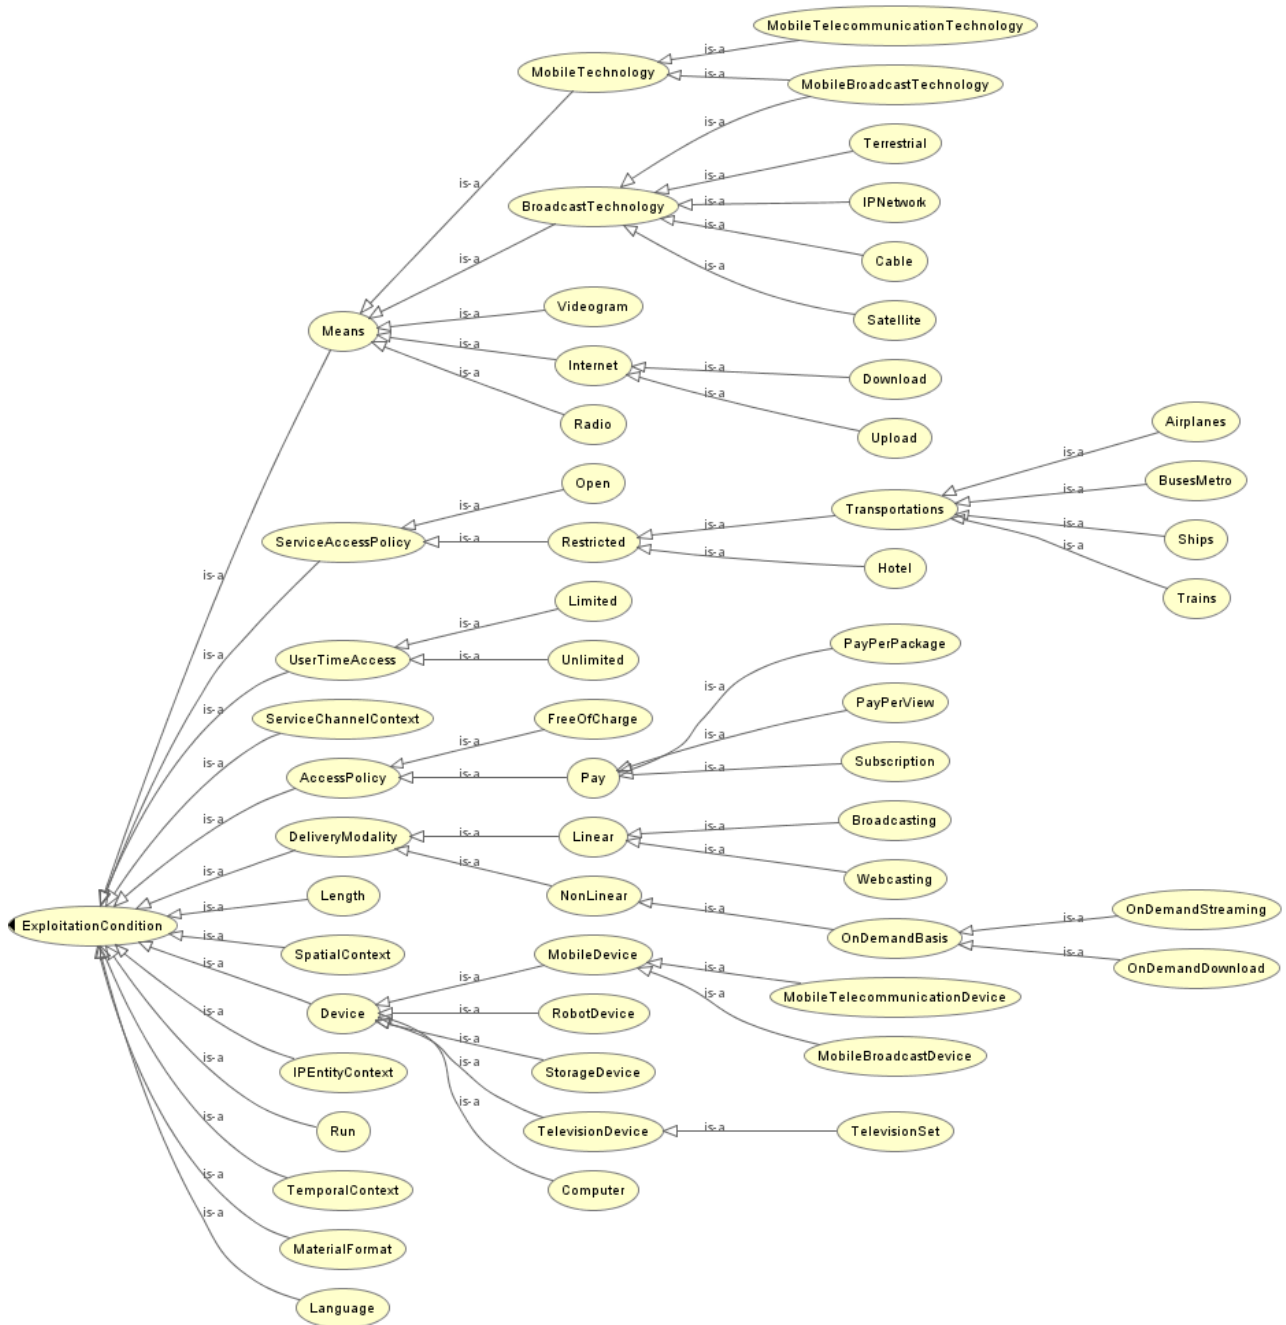 MobileTelecommunicationTechnology
is-a
MobileTechnology
is-a
MobileBroadcastTechnology
is-a
Terrestrial
is-a
is-a
BroadcastTechnology
is-a
IPNetwork
is-a
is-a
Cable
is-a
Videogram
is-a
Satellite
Means
is-a
Internet
is-a
Download
is-a
is-a
Radio
Upload
Airplanes
is-a
Open
BusesMetro
is-a
is-a
Transportations
ServiceAccessPolicy
is-a
Restricted
is-a
is-a
Ships
is-a
is-a
Hotel
is-a
Limited
Trains
is-a
is-a
UserTimeAccess
is-a
Unlimited
PayPerPackage
is-a
is-a
ServiceChannelContext
FreeOfCharge
PayPerView
is-a
is-a
is-a
AccessPolicy
is-a
Pay
is-a
Subscription
is-a
DeliveryModality
is-a
Linear
is-a
Broadcasting
is-a
is-a
is-a
Webcasting
Length
NonLinear
is-a
is-a
OnDemandStreaming
is-a
ExploitationCondition
is-a
OnDemandBasis
is-a
SpatialContext
MobileDevice
is-a
OnDemandDownload
is-a
is-a
is-a
MobileTelecommunicationDevice
Device
is-a
RobotDevice
is-a
is-a
is-a
MobileBroadcastDevice
IPEntityContext
is-a
StorageDevice
is-a
is-a
is-a
Run
TelevisionDevice
is-a
TelevisionSet
is-a
TemporalContext
Computer
is-a
MaterialFormat
Language